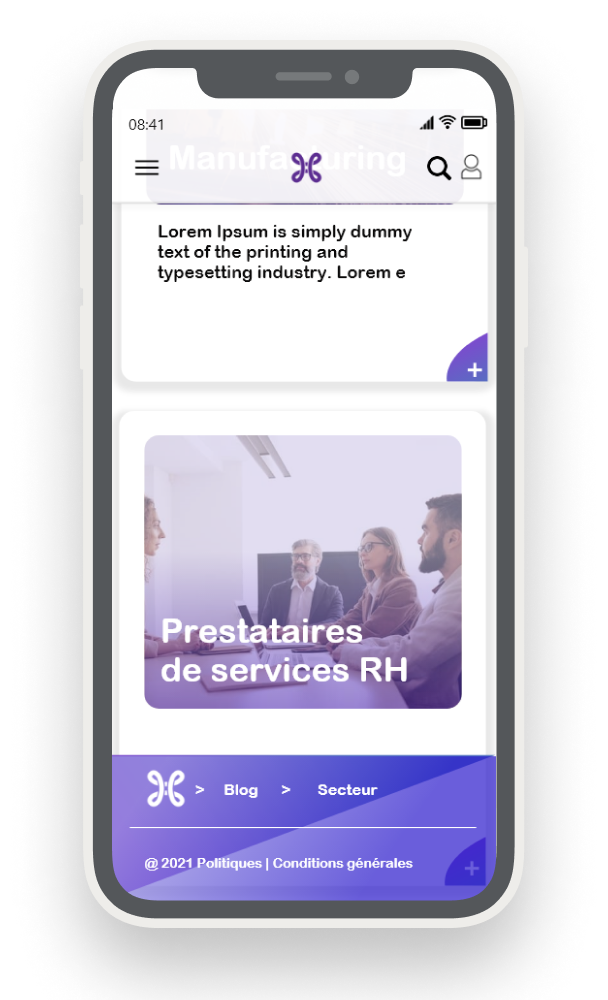 08:41
Manufacturing
Lorem Ipsum is simply dummy
text of the printing and
typesetting industry. Lorem e
+
Prestataires
de services RH
> Blog > Secteur
@ 2021 Politiques | Conditions générales
+